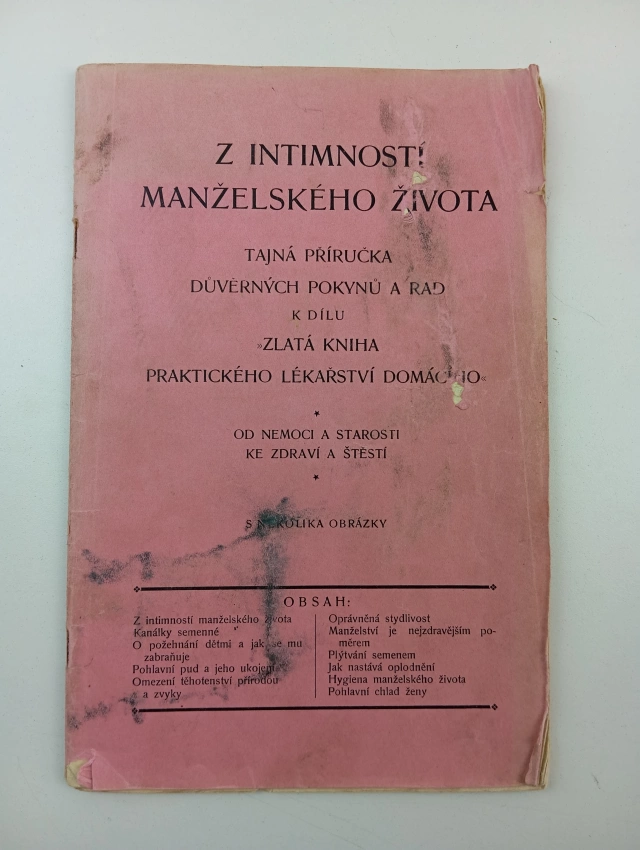 Z INTIMNOSTÍ
MANŽELSKÉHO ŽIVOTA
TAJNÁ PŘÍRUČKA
DŮVĚRNÝCH POKYNŮ A RAD
K DÍLU
»ZLATÁ KNIHA
PRAKTICKÉHO LÉKAŘSTVÍ DOMÁCÍHO«
*
OD NEMOCI A STAROSTI
KE ZDRAVÍ A ŠTĚSTÍ
*
S NĚKOLIKA OBRÁZKY
OBSAH:
Z intimností manželského života
Kanálky semenné
O požehnání dětmi a jak se mu
zabraňuje
Pohlavní pud a jeho ukojení
Omezení těhotenství přírodou
a zvyky
Oprávněná stydlivost
Manželství je nejzdravějším po-
měrem
Plýtvání semenem
Jak nastává oplodnění
Hygiena manželského života
Pohlavní chlad ženy